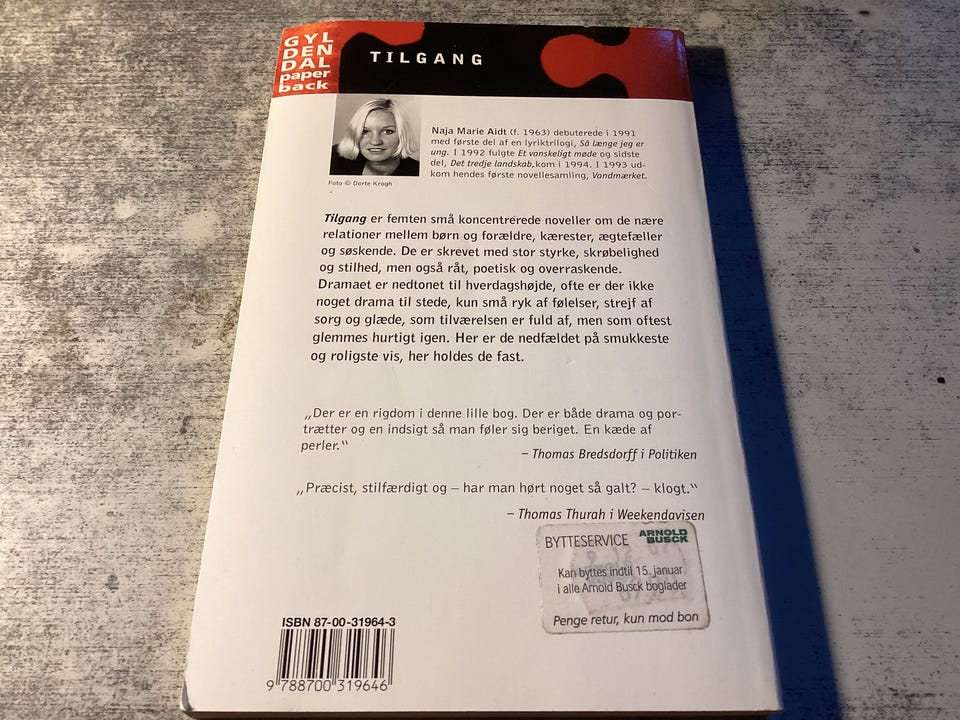 GYL
DEN
DAL
paper
back
TILGANG
Naja Marie Aidt (f. 1963) debuterede i 1991
med første del af en lyriktrilogi, Så længe jeg er
ung. I 1992 fulgte Et vanskeligt møde og sidste
del, Det tredje landskab, kom i 1994. I 1993 ud-
kom hendes første novellesamling, Vandmærket.
Foto © Dorte Krogh
Tilgang er femten små koncentrerede noveller om de nære
relationer mellem børn og forældre, kærester, ægtefæller
og søskende. De er skrevet med stor styrke, skrøbelighed
og stilhed, men også råt, poetisk og overraskende.
Dramaet er nedtonet til hverdagshøjde, ofte er der ikke
noget drama til stede, kun små ryk af følelser, strejf af
sorg og glæde, som tilværelsen er fuld af, men som oftest
glemmes hurtigt igen. Her er de nedfældet på smukkeste
og roligste vis, her holdes de fast.
„Der er en rigdom i denne lille bog. Der er både drama og por-
trætter og en indsigt så man føler sig beriget. En kæde af
perler.“
– Thomas Bredsdorff i Politiken
„Præcist, stilfærdigt og – har man hørt noget så galt? – klogt.“
– Thomas Thurah i Weekendavisen
BYTTESERVICE ARNOLD
BUSCK
Kan byttes indtil 15. januar
i alle Arnold Busck boglader
Penge retur, kun mod bon
ISBN 87-00-31964-3
9 788700 319646